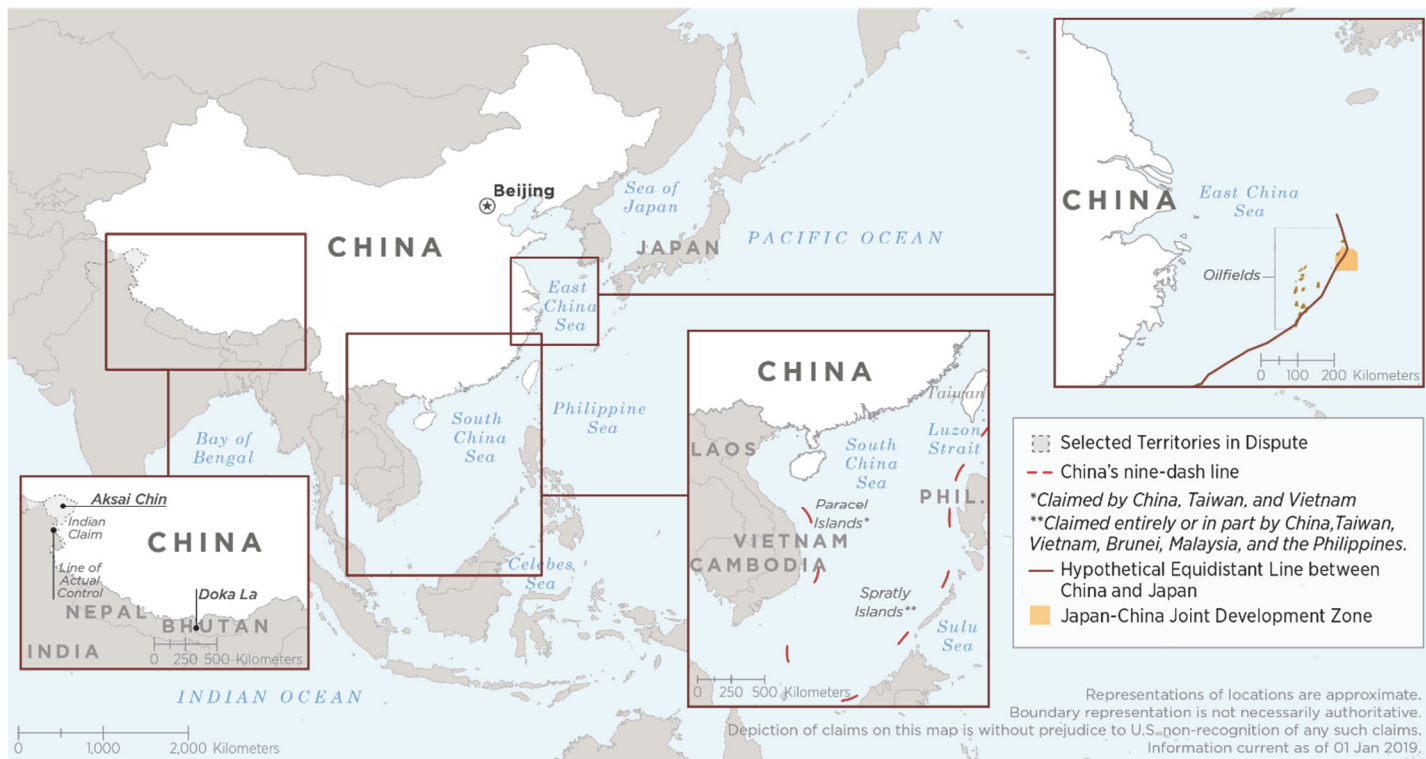 Beijing
CHINA
Sea of
Japan
JAPAN
PACIFIC OCEAN
East
China
Sea
South
China
Sea
Philippine
Sea
Bay of
Bengal
Celebes
Sea
INDIAN OCEAN
0 1,000 2,000 Kilometers
CHINA
East China
Sea
Oilfields
0 100 200 Kilometers
CHINA
Taiwan
LAOS
South
China
Sea
Luzon
Strait
PHIL.
Paracel
Islands*
VIETNAM
CAMBODIA
Spratly
Islands**
Sulu
Sea
0 250 500 Kilometers
Aksai Chin
Indian
Claim
CHINA
Line of
Actual
Control
Doka La
NEPAL
BHUTAN
INDIA
0 250 500 Kilometers
Selected Territories in Dispute
China's nine-dash line
*Claimed by China, Taiwan, and Vietnam
**Claimed entirely or in part by China,Taiwan,
Vietnam, Brunei, Malaysia, and the Philippines.
Hypothetical Equidistant Line between
China and Japan
Japan-China Joint Development Zone
Representations of locations are approximate.
Boundary representation is not necessarily authoritative.
Depiction of claims on this map is without prejudice to U.S. non-recognition of any such claims.
Information current as of 01 Jan 2019.